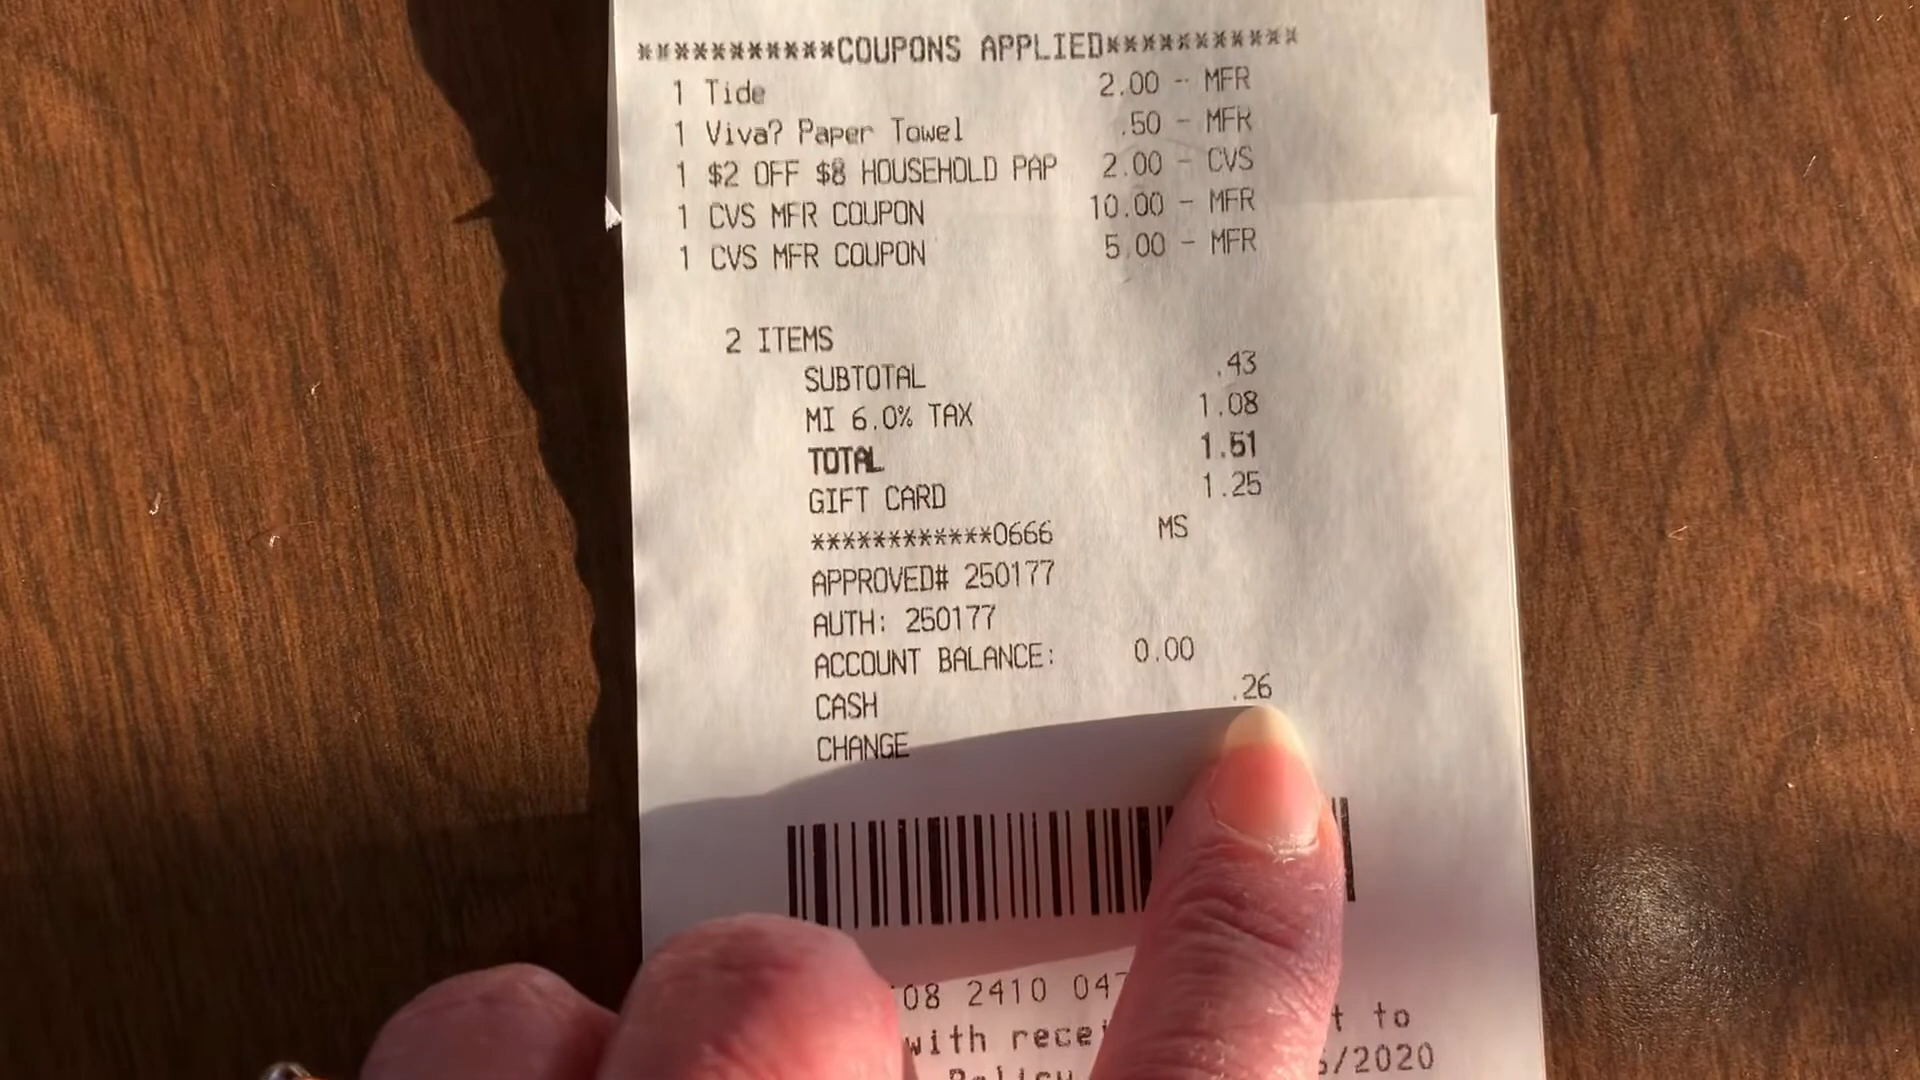 ***********COUPONS APPLIED***********
1 Tide 2.00 - MFR
1 Viva? Paper Towel .50 - MFR
1 $2 OFF $8 HOUSEHOLD PAP 2.00 - CVS
1 CVS MFR COUPON 10.00 - MFR
1 CVS MFR COUPON 5.00 - MFR
2 ITEMS
SUBTOTAL .43
MI 6.0% TAX 1.08
TOTAL 1.51
GIFT CARD 1.25
************0666 MS
APPROVED# 250177
AUTH: 250177
ACCOUNT BALANCE: 0.00
CASH .26
CHANGE
08 2410 047
with recei t to
Policy /2020